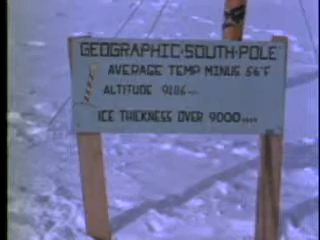 GEOGRAPHIC·SOUTH·POLE
AVERAGE TEMP MINUS 56°F
ALTITUDE 9186
ICE THICKNESS OVER 9000